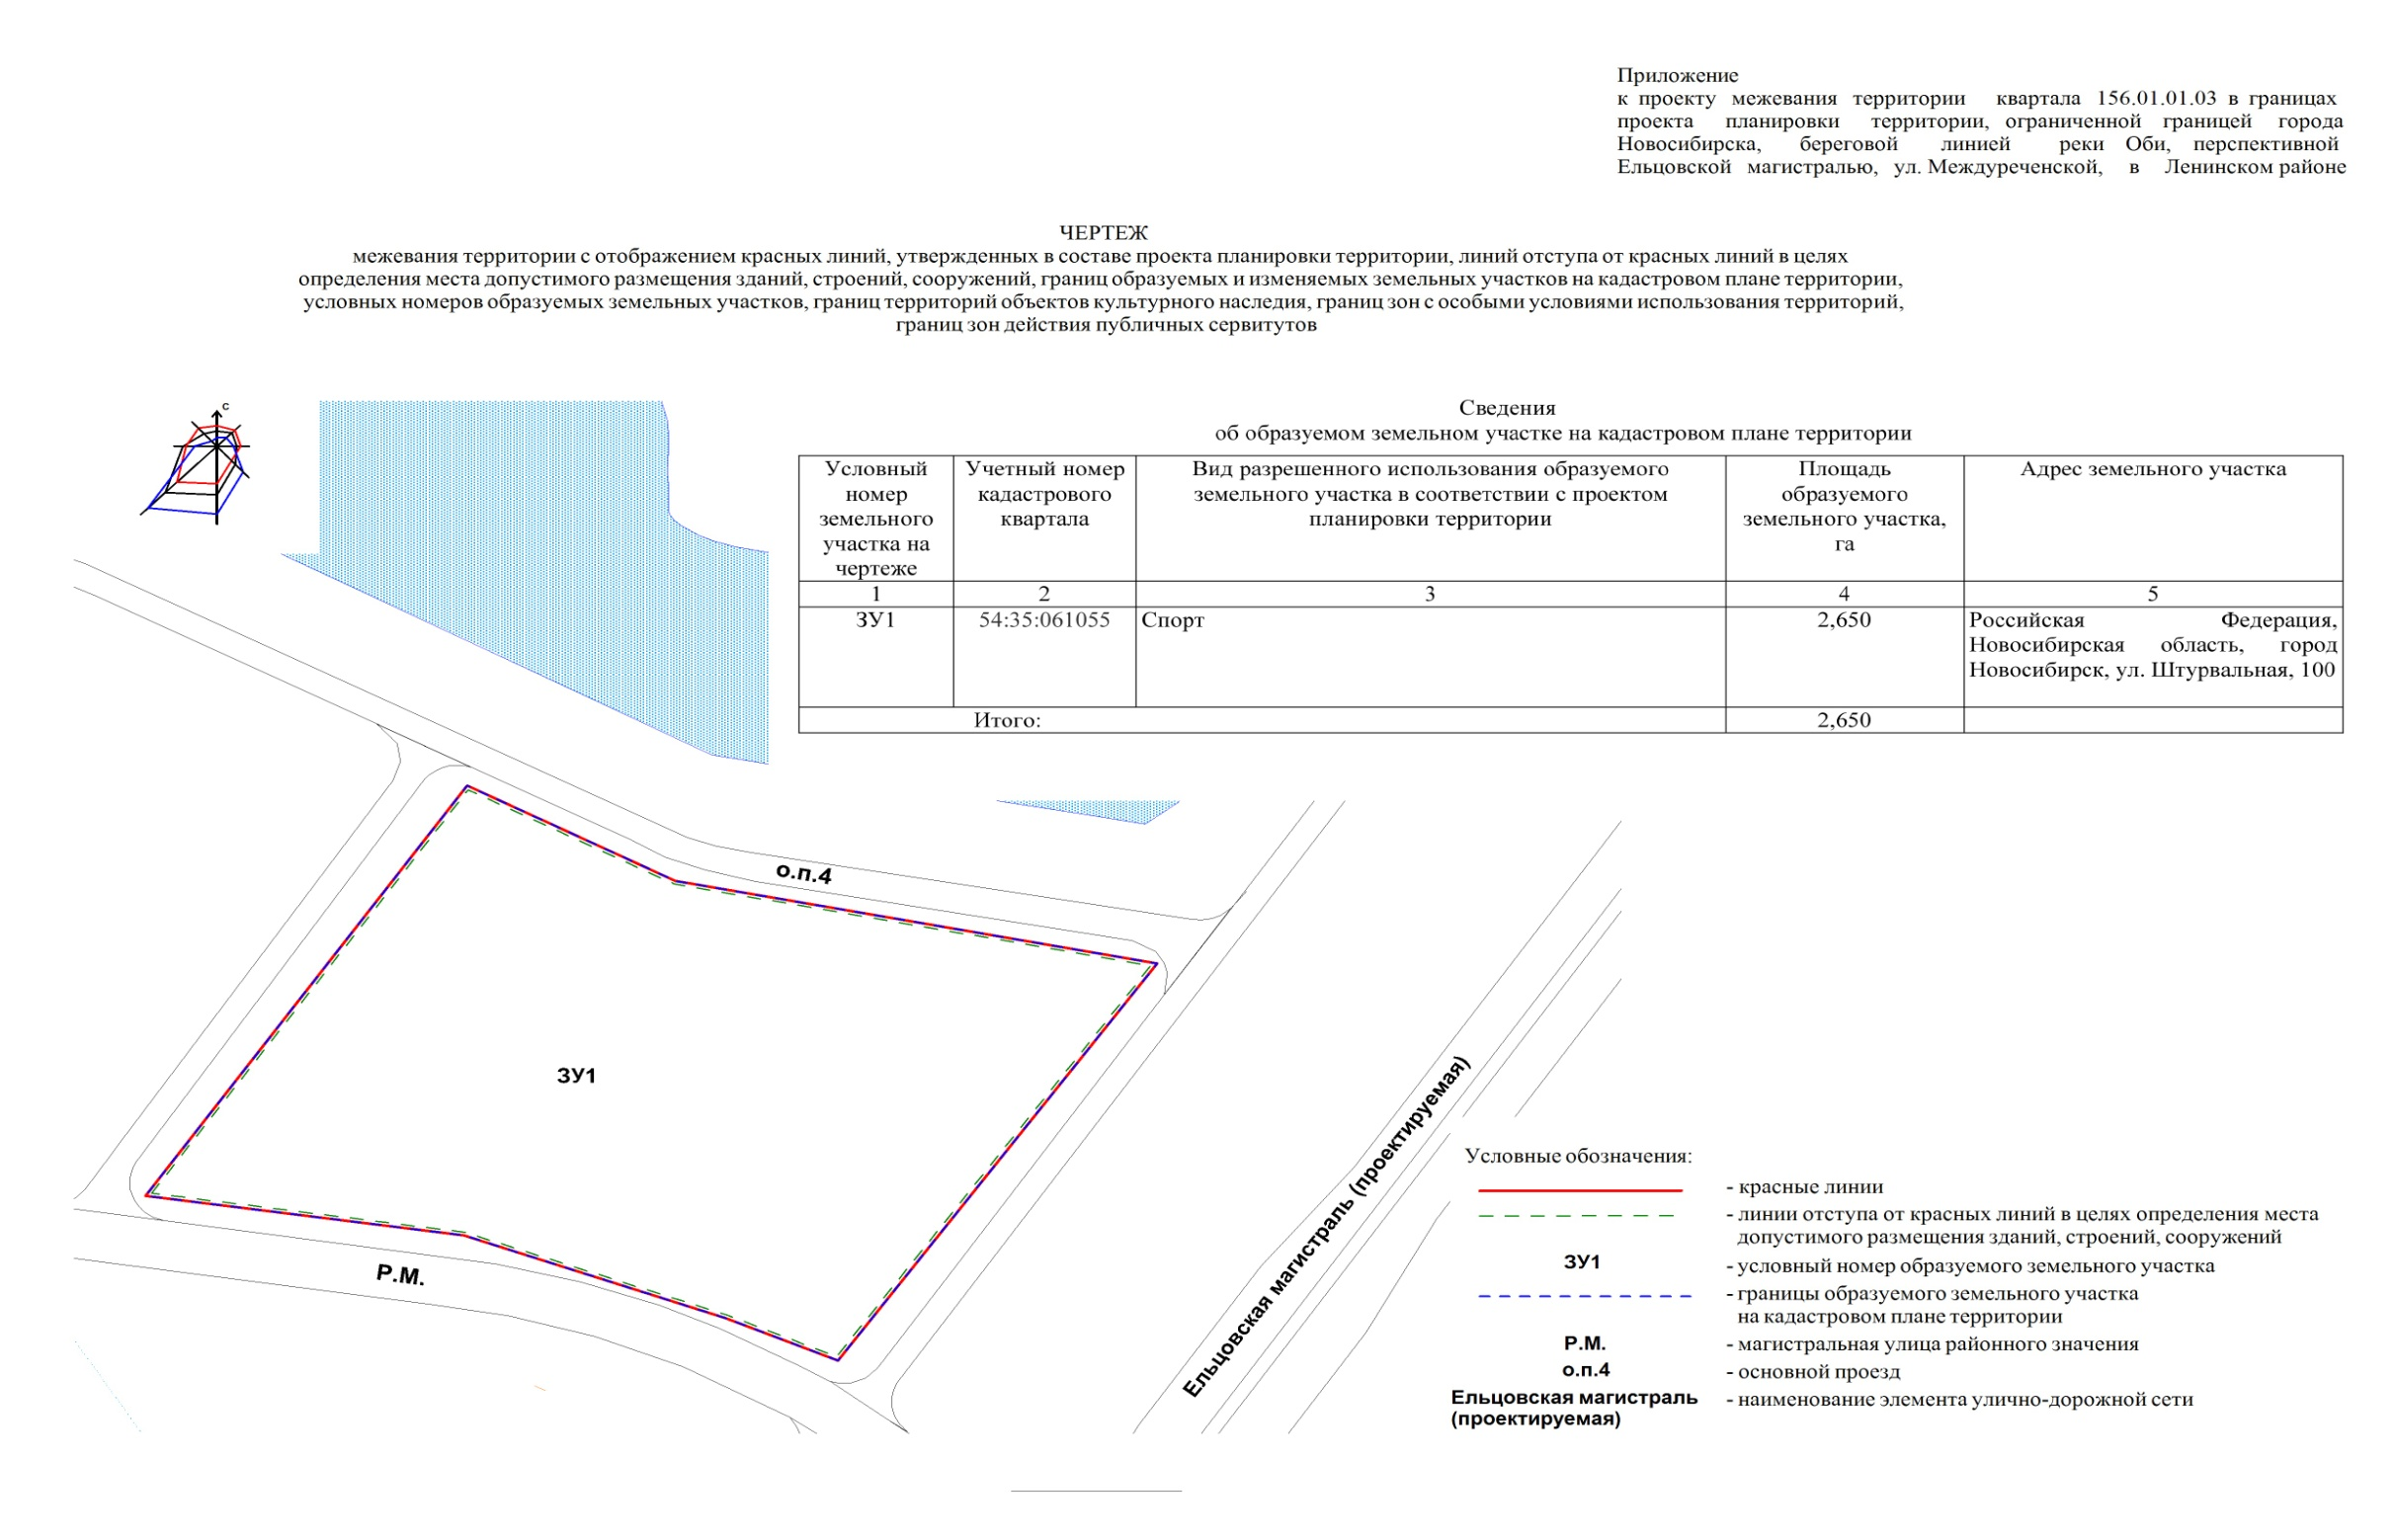 Приложение
к проекту межевания территории квартала 156.01.01.03 в границах
проекта планировки территории, ограниченной границей города
Новосибирска, береговой линией реки Оби, перспективной
Ельцовской магистралью, ул. Междуреченской, в Ленинском районе
ЧЕРТЕЖ
межевания территории с отображением красных линий, утвержденных в составе проекта планировки территории, линий отступа от красных линий в целях
определения места допустимого размещения зданий, строений, сооружений, границ образуемых и изменяемых земельных участков на кадастровом плане территории,
условных номеров образуемых земельных участков, границ территорий объектов культурного наследия, границ зон с особыми условиями использования территорий,
границ зон действия публичных сервитутов
С
Сведения
об образуемом земельном участке на кадастровом плане территории
Условный
номер
земельного
участка на
чертеже
Учетный номер
кадастрового
квартала
Вид разрешенного использования образуемого
земельного участка в соответствии с проектом
планировки территории
Площадь
образуемого
земельного участка,
га
Адрес земельного участка
1 2 3 4 5
ЗУ1
54:35:061055
Спорт
2,650
Российская Федерация,
Новосибирская область, город
Новосибирск, ул. Штурвальная, 100
Итого: 2,650
о.п.4
ЗУ1
Р.М.
Ельцовская магистраль (проектируемая)
Условные обозначения:
- красные линии
- линии отступа от красных линий в целях определения места
допустимого размещения зданий, строений, сооружений
ЗУ1 - условный номер образуемого земельного участка
- границы образуемого земельного участка
на кадастровом плане территории
Р.М. - магистральная улица районного значения
о.п.4 - основной проезд
Ельцовская магистраль - наименование элемента улично-дорожной сети
(проектируемая)